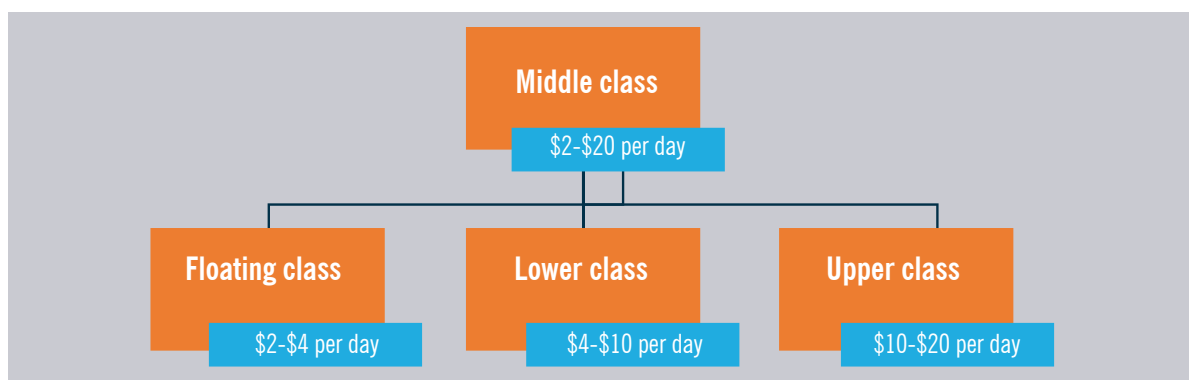 Middle class
$2-$20 per day
Floating class
$2-$4 per day
Lower class
$4-$10 per day
Upper class
$10-$20 per day